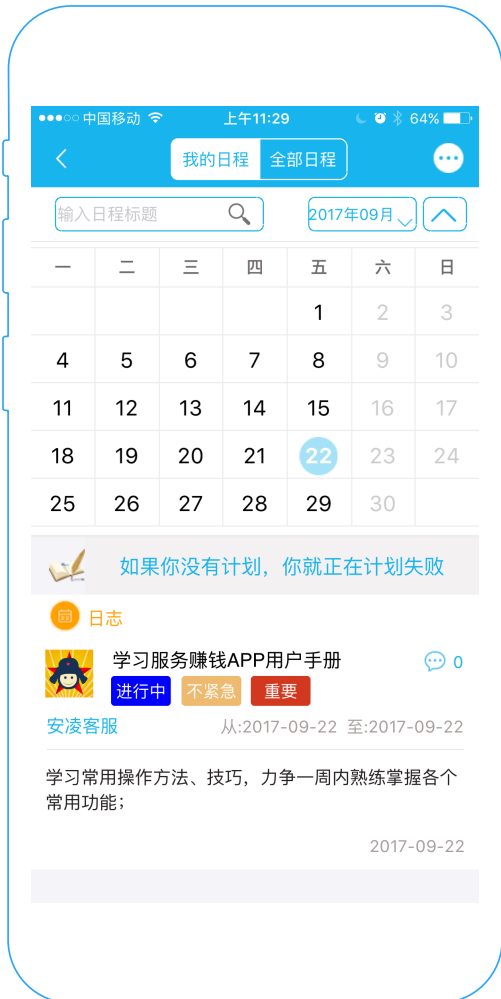 中国移动 上午11:29 64%
我的日程 全部日程
输入日程标题 2017年09月
一 二 三 四 五 六 日
1 2 3
4 5 6 7 8 9 10
11 12 13 14 15 16 17
18 19 20 21 22 23 24
25 26 27 28 29 30
如果你没有计划，你就正在计划失败
日志
学习服务赚钱APP用户手册 0
进行中 不紧急 重要
安凌客服 从:2017-09-22 至:2017-09-22
学习常用操作方法、技巧，力争一周内熟练掌握各个
常用功能；
2017-09-22